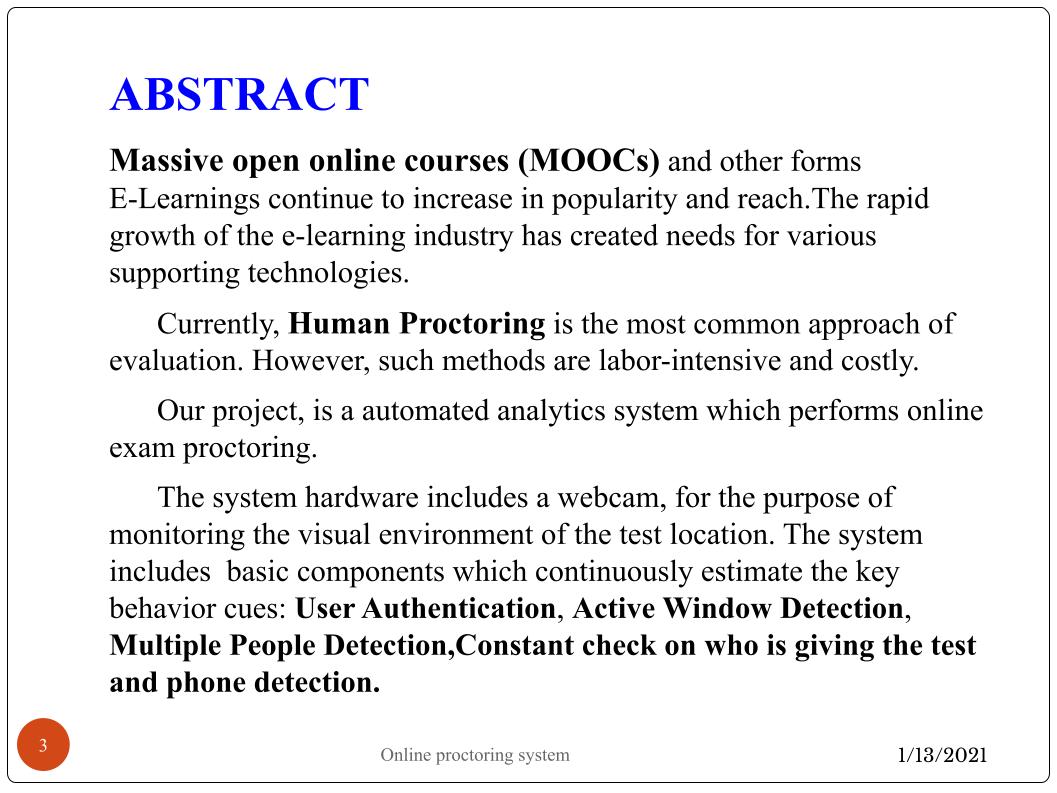 ABSTRACT
Massive open online courses (MOOCs) and other forms
E-Learnings continue to increase in popularity and reach.The rapid
growth of the e-learning industry has created needs for various
supporting technologies.
Currently, Human Proctoring is the most common approach of
evaluation. However, such methods are labor-intensive and costly.
Our project, is a automated analytics system which performs online
exam proctoring.
The system hardware includes a webcam, for the purpose of
monitoring the visual environment of the test location. The system
includes  basic components which continuously estimate the key
behavior cues: User Authentication, Active Window Detection,
Multiple People Detection,Constant check on who is giving the test
and phone detection.
3
Online proctoring system
1/13/2021